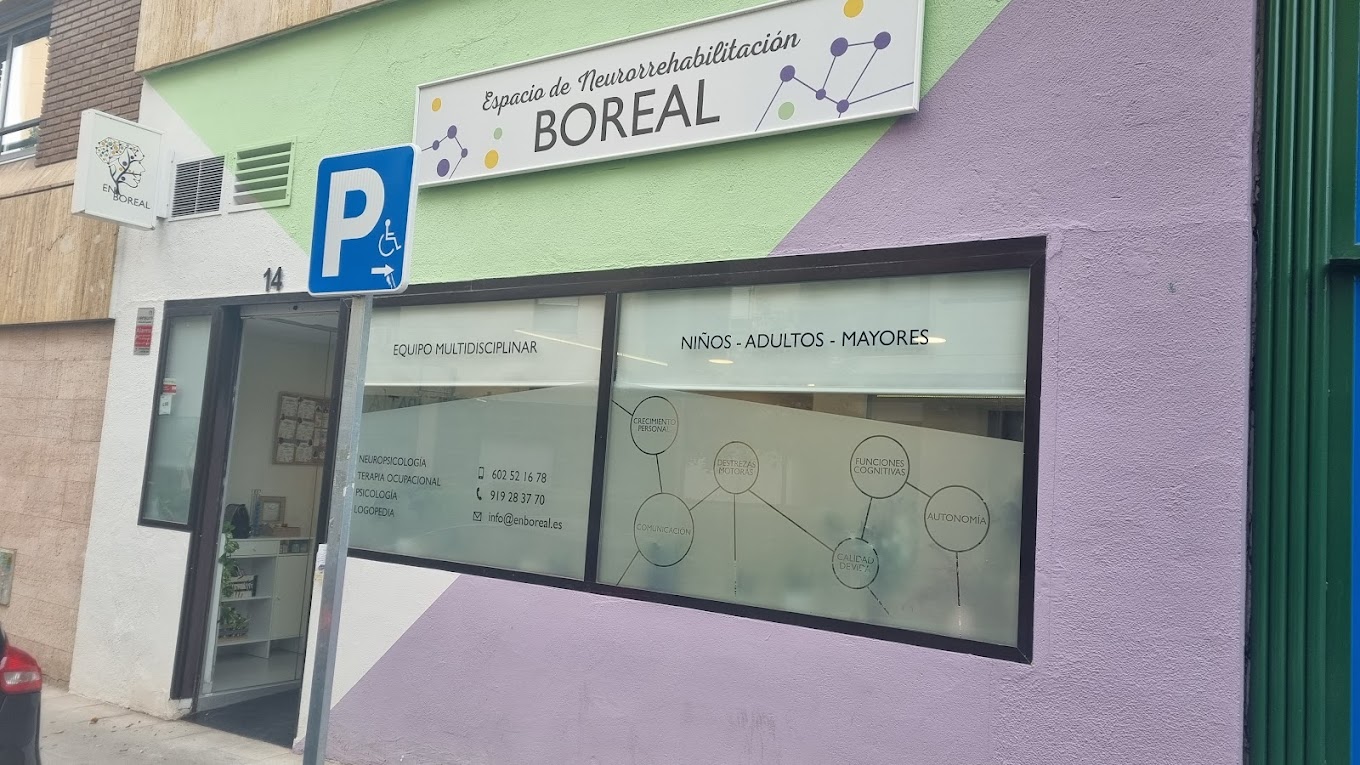 Espacio de Neurorrehabilitación
BOREAL
EN
BOREAL
P
14
EQUIPO MULTIDISCIPLINAR
NIÑOS - ADULTOS - MAYORES
NEUROPSICOLOGÍA
TERAPIA OCUPACIONAL
PSICOLOGÍA
LOGOPEDIA
602 52 16 78
919 28 37 70
info@enboreal.es
CRECIMIENTO
PERSONAL
DESTREZAS
MOTORAS
FUNCIONES
COGNITIVAS
COMUNICACIÓN
CALIDAD
DE VIDA
AUTONOMÍA